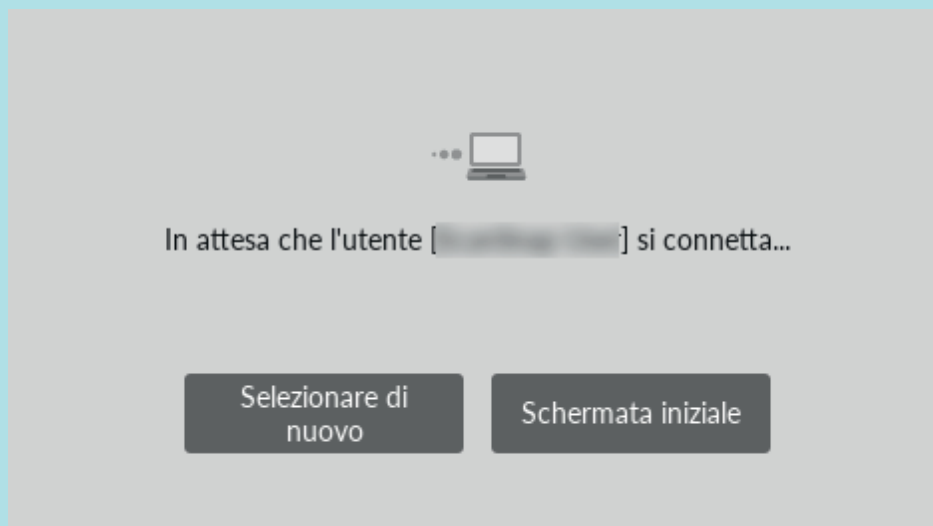 In attesa che l'utente [] si connetta...
Selezionare di
nuovo
Schermata iniziale